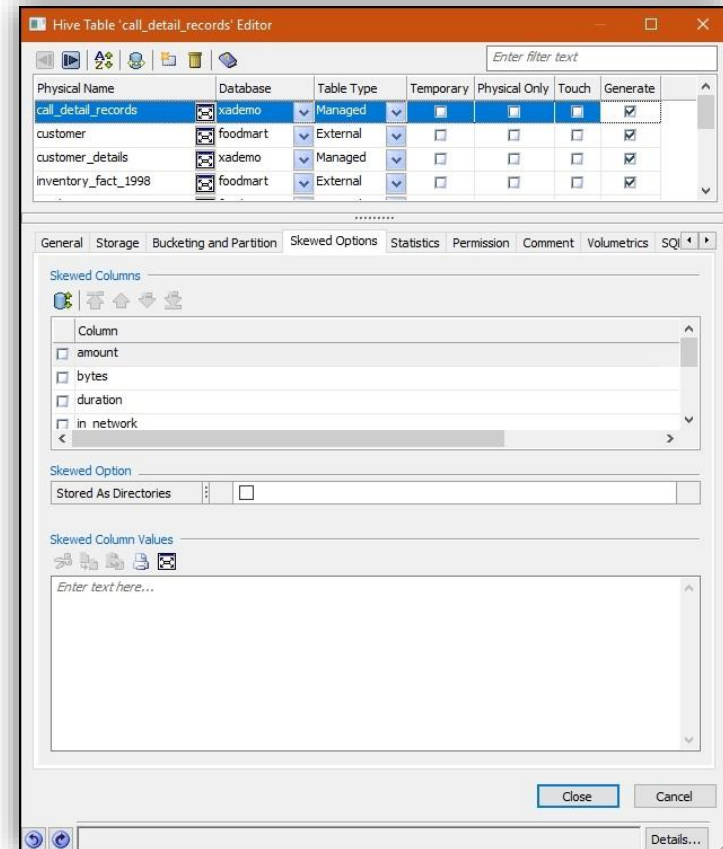 Hive Table 'call_detail_records' Editor
Enter filter text
Physical Name Database Table Type Temporary Physical Only Touch Generate
call_detail_records xademo Managed
customer foodmart External
customer_details xademo Managed
inventory_fact_1998 foodmart External
General Storage Bucketing and Partition Skewed Options Statistics Permission Comment Volumetrics SQL
Skewed Columns
Column
amount
bytes
duration
in_network
Skewed Option
Stored As Directories
Skewed Column Values
Enter text here...
Close Cancel
Details...